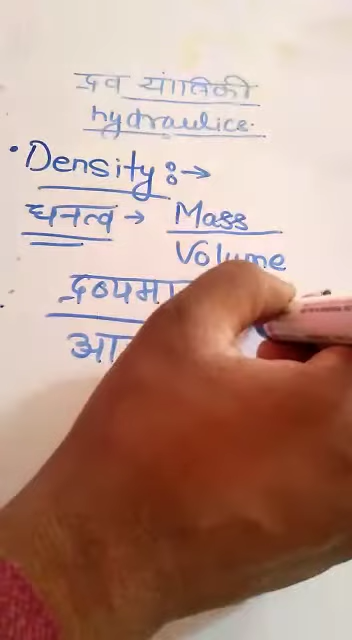 द्रव यांत्रिकी
hydraulice.
• Density :→
घनत्व → Mass
Volume